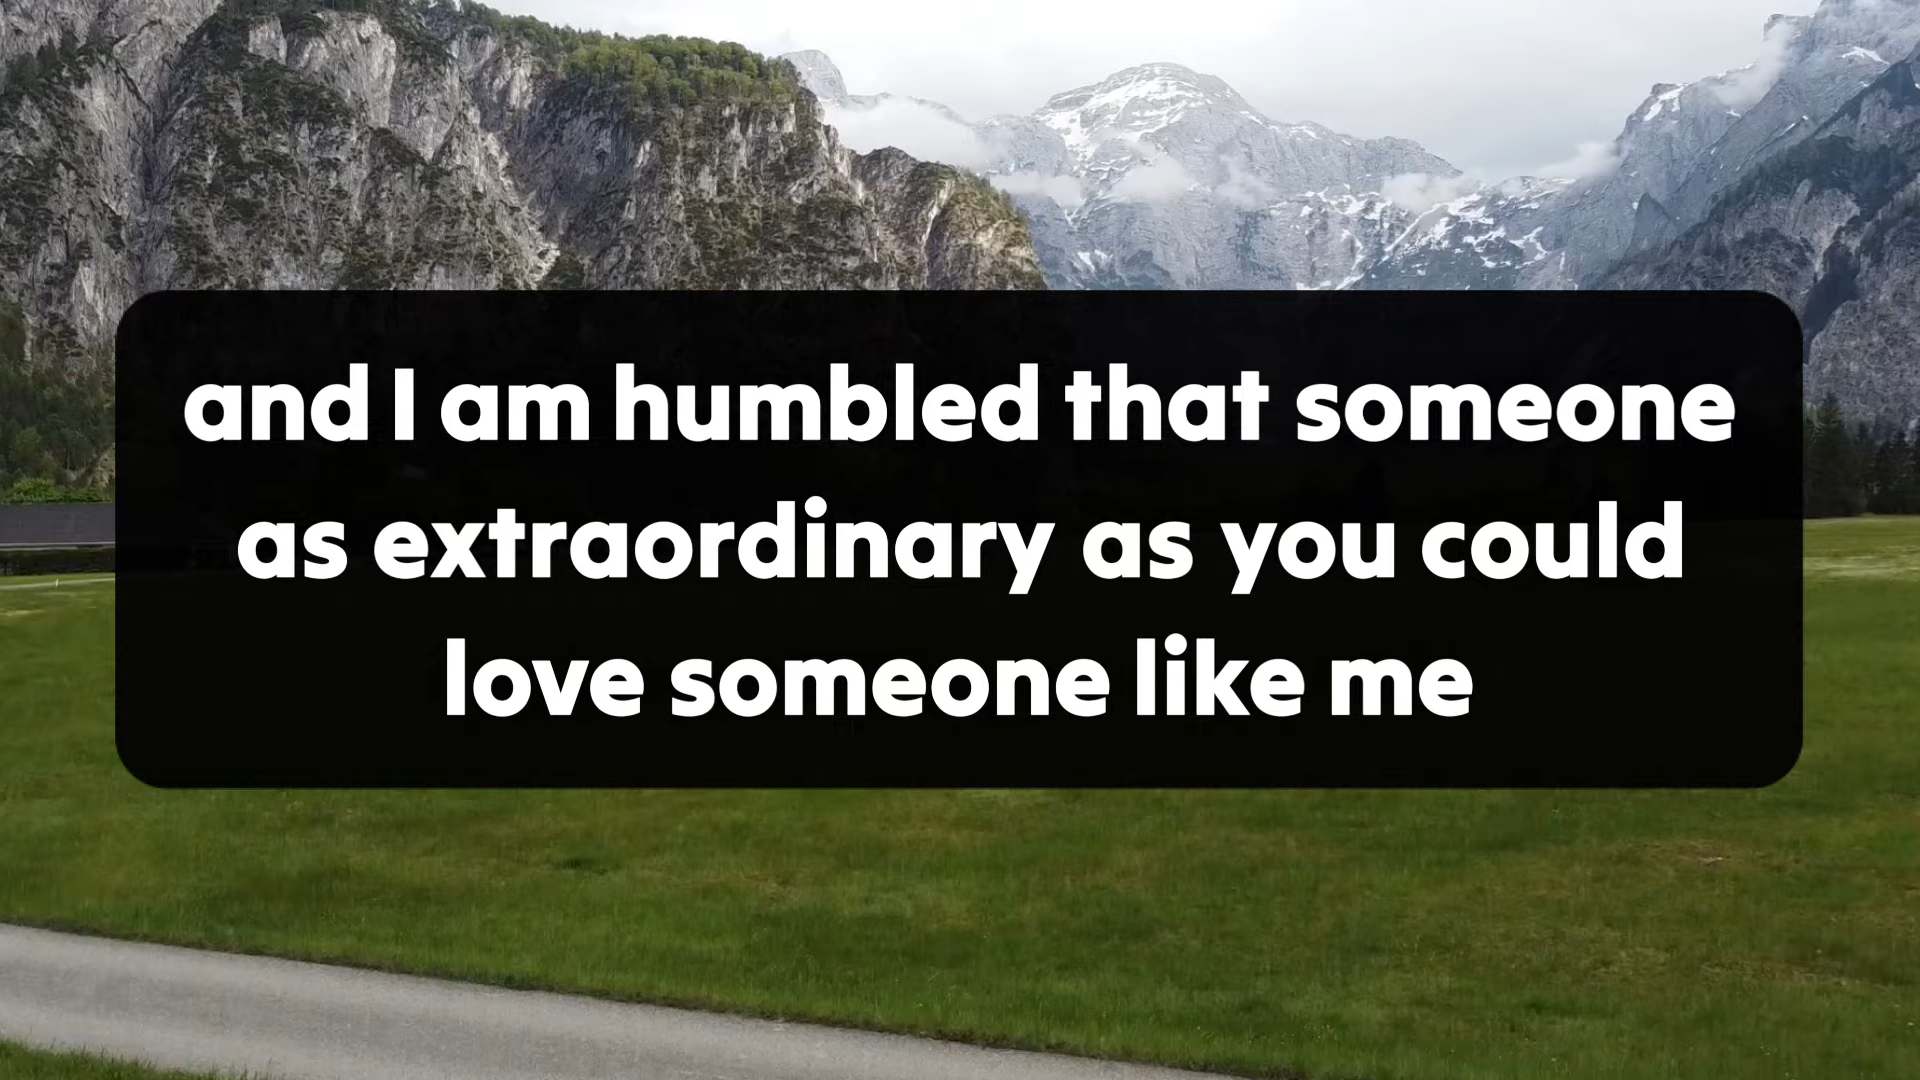 and I am humbled that someone
as extraordinary as you could
love someone like me